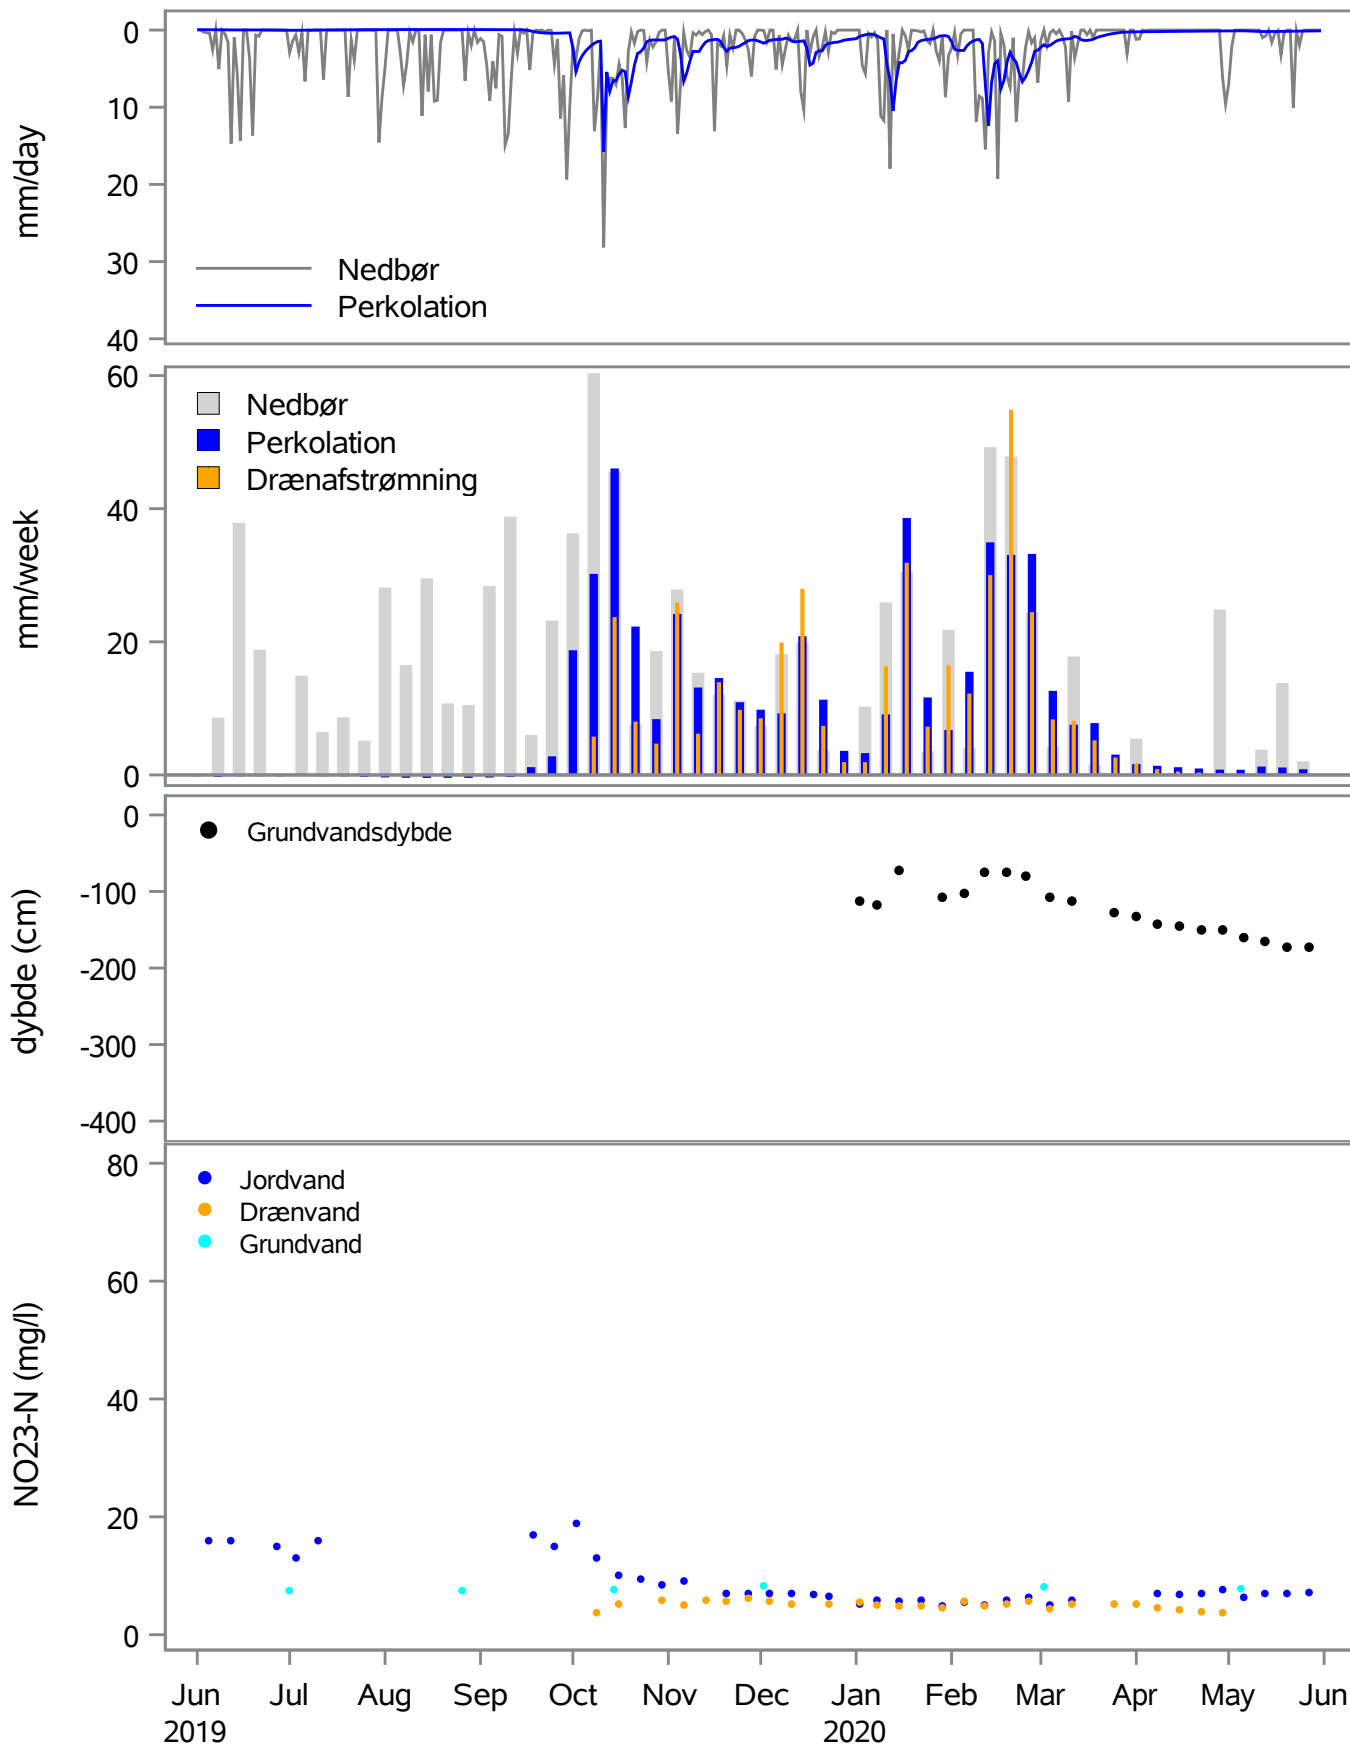 0
10
20
30
40
mm/day
Nedbør
Perkolation
60
40
20
0
mm/week
Nedbør
Perkolation
Drænafstrømning
0
-100
-200
-300
-400
dybde (cm)
Grundvandsdybde
80
60
40
20
0
NO23-N (mg/l)
Jordvand
Drænvand
Grundvand
Jun Jul Aug Sep Oct Nov Dec Jan Feb Mar Apr May Jun
2019 2020